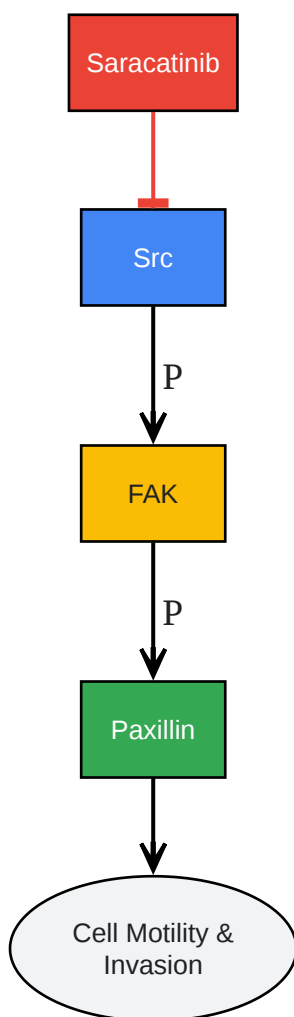 Saracatinib
Src
P
FAK
P
Paxillin
Cell Motility &
Invasion